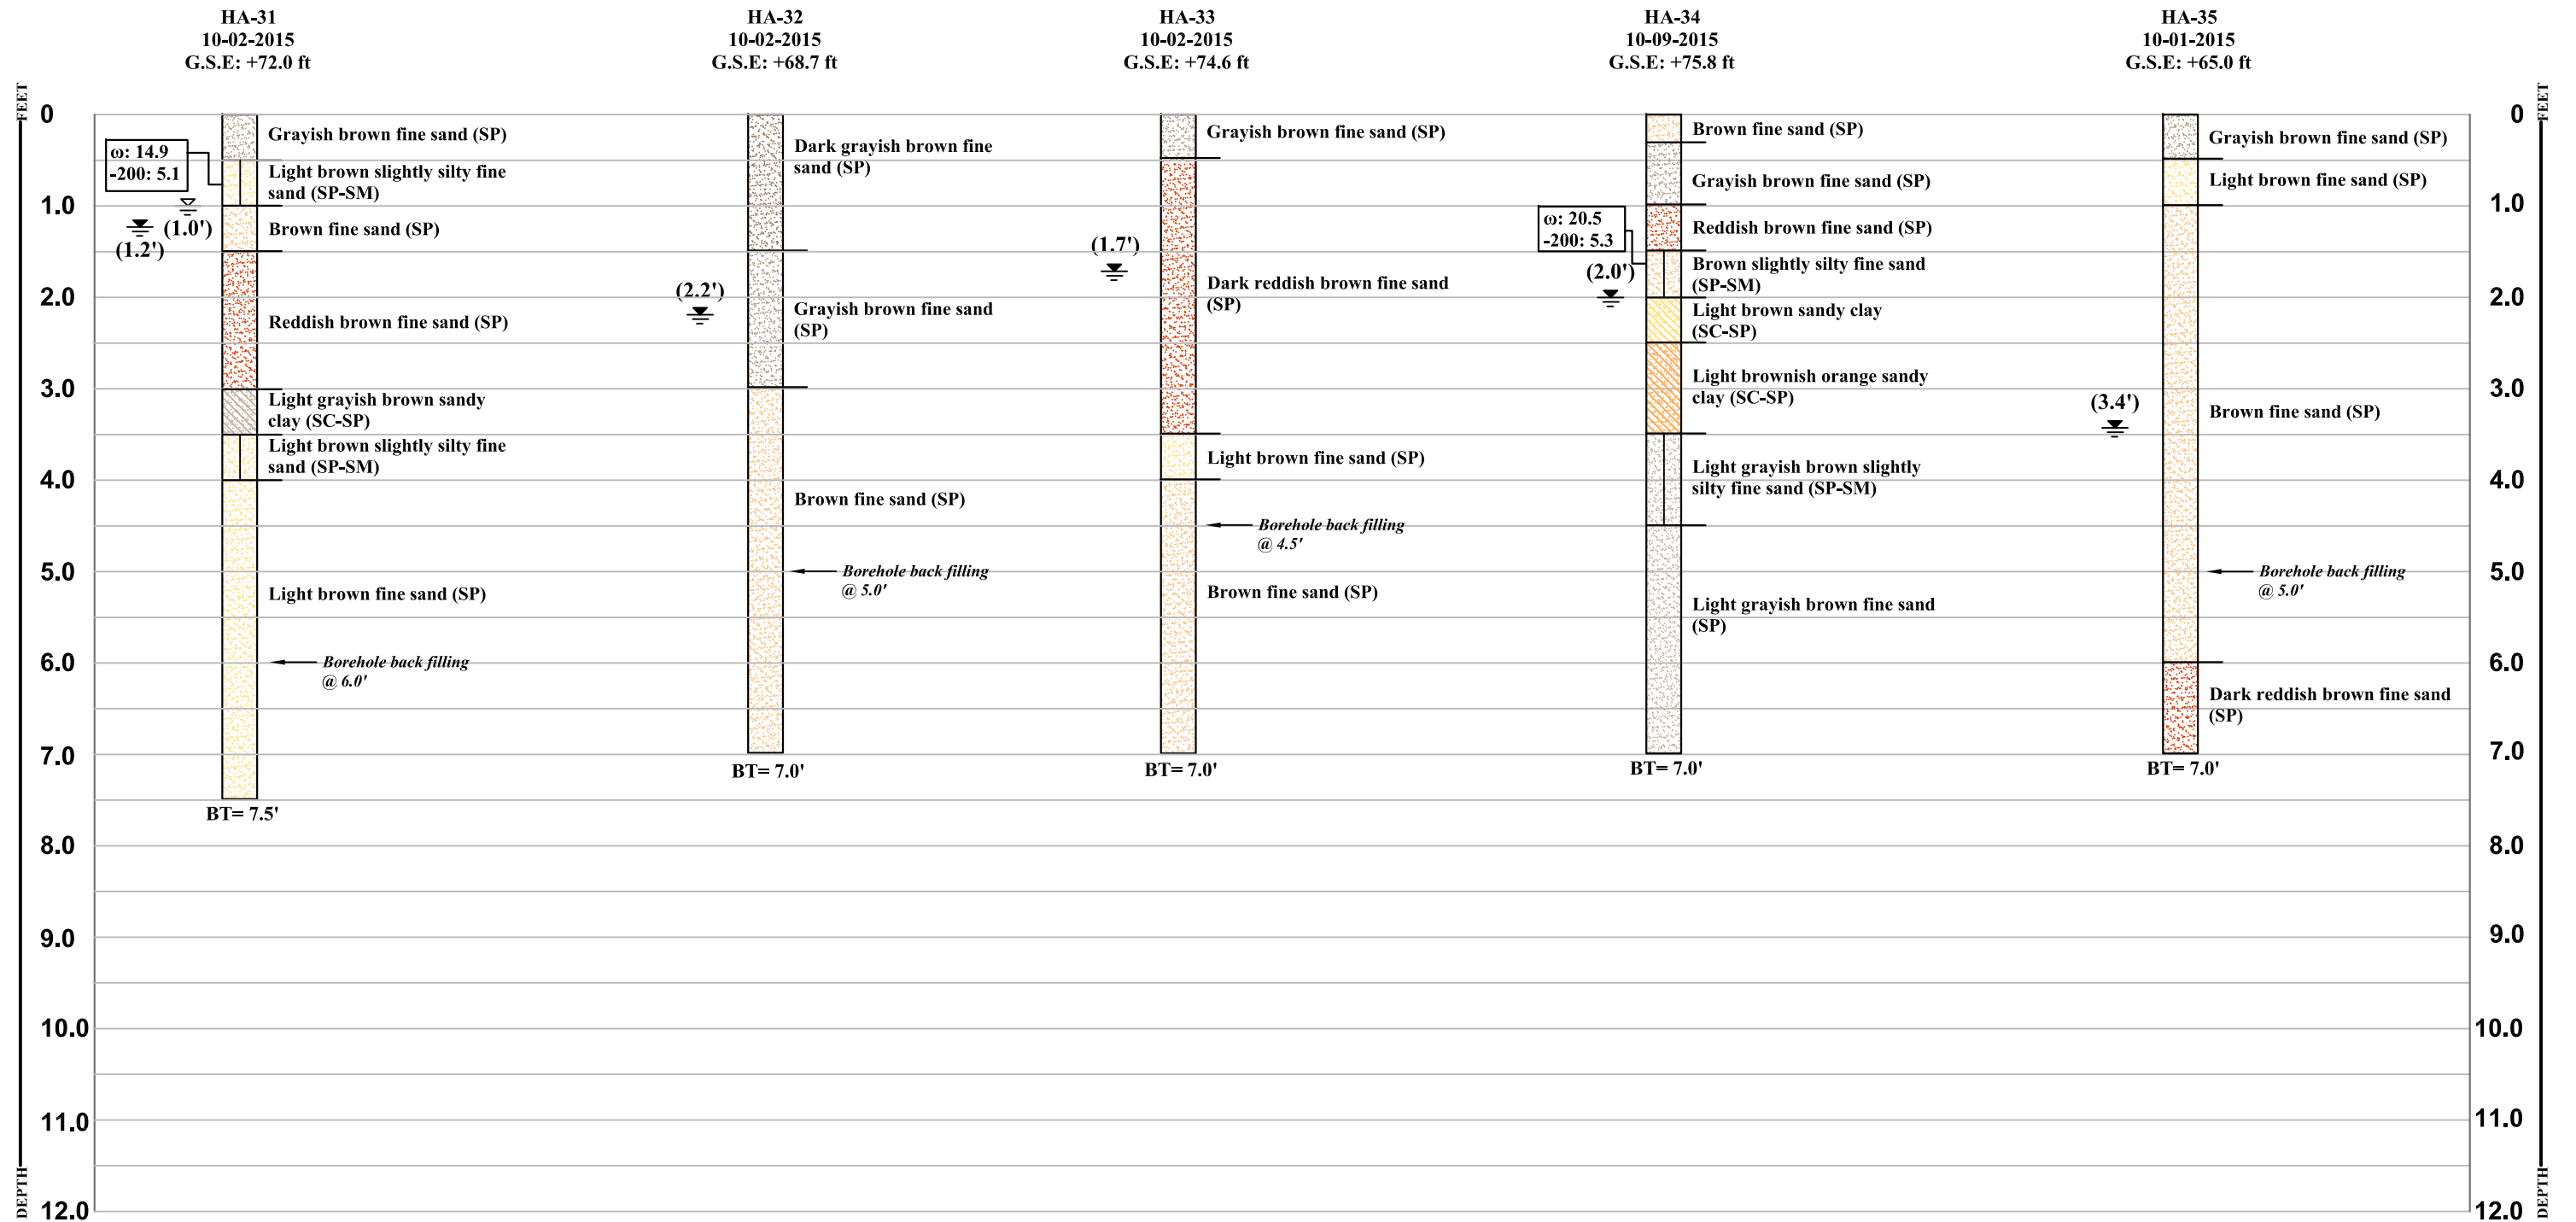 HA-31
10-02-2015
G.S.E: +72.0 ft
HA-32
10-02-2015
G.S.E: +68.7 ft
HA-33
10-02-2015
G.S.E: +74.6 ft
HA-34
10-09-2015
G.S.E: +75.8 ft
HA-35
10-01-2015
G.S.E: +65.0 ft
FEET
0
1.0
2.0
3.0
4.0
5.0
6.0
7.0
8.0
9.0
10.0
11.0
12.0
DEPTH
ω: 14.9
-200: 5.1
(1.0')
(1.2')
Grayish brown fine sand (SP)
Light brown slightly silty fine
sand (SP-SM)
Brown fine sand (SP)
Reddish brown fine sand (SP)
Light grayish brown sandy
clay (SC-SP)
Light brown slightly silty fine
sand (SP-SM)
Light brown fine sand (SP)
Borehole back filling
@ 6.0'
BT= 7.5'
Dark grayish brown fine
sand (SP)
(2.2')
Grayish brown fine sand
(SP)
Brown fine sand (SP)
Borehole back filling
@ 5.0'
BT= 7.0'
Grayish brown fine sand (SP)
(1.7')
Dark reddish brown fine sand
(SP)
Light brown fine sand (SP)
Borehole back filling
@ 4.5'
Brown fine sand (SP)
BT= 7.0'
Brown fine sand (SP)
Grayish brown fine sand (SP)
ω: 20.5
-200: 5.3
Reddish brown fine sand (SP)
(2.0')
Brown slightly silty fine sand
(SP-SM)
Light brown sandy clay
(SC-SP)
Light brownish orange sandy
clay (SC-SP)
Light grayish brown slightly
silty fine sand (SP-SM)
Light grayish brown fine sand
(SP)
BT= 7.0'
Grayish brown fine sand (SP)
Light brown fine sand (SP)
(3.4')
Brown fine sand (SP)
Borehole back filling
@ 5.0'
Dark reddish brown fine sand
(SP)
BT= 7.0'
FEET
0
1.0
2.0
3.0
4.0
5.0
6.0
7.0
8.0
9.0
10.0
11.0
12.0
DEPTH